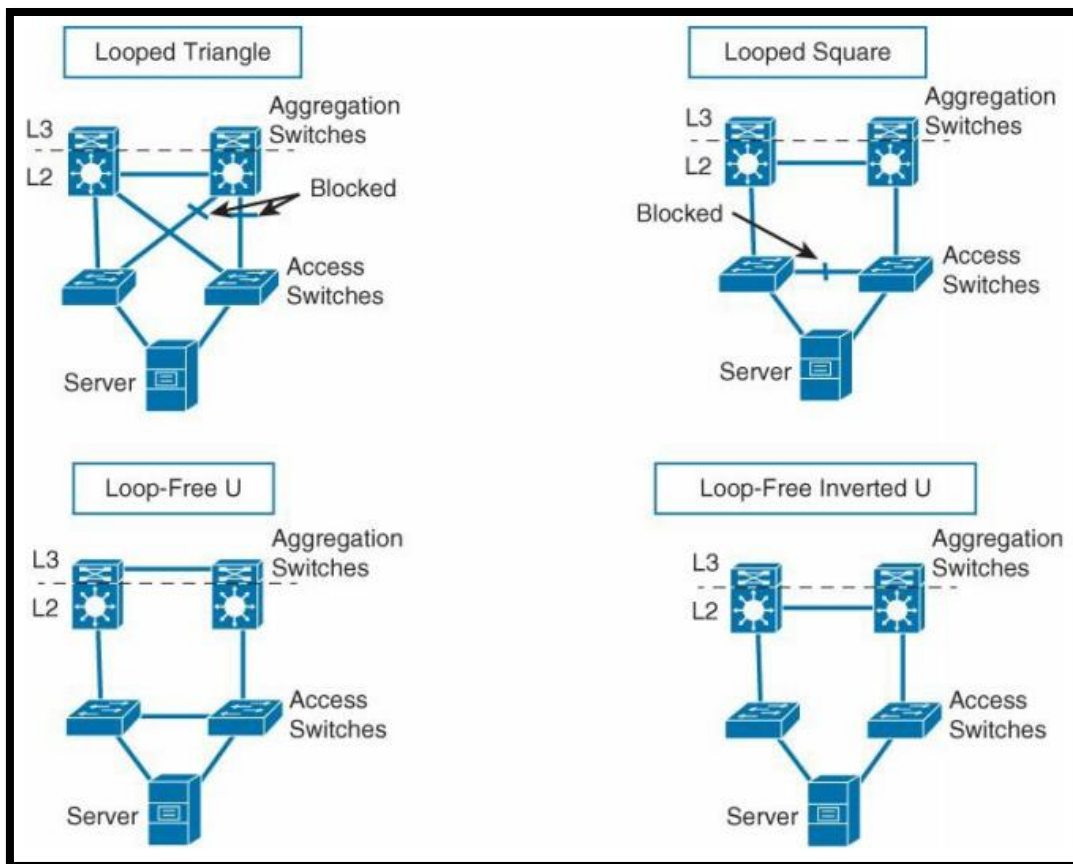 Looped Triangle
Aggregation
Switches
L3
L2
Blocked
Access
Switches
Server
Looped Square
Aggregation
Switches
L3
L2
Blocked
Access
Switches
Server
Loop-Free U
Aggregation
Switches
L3
L2
Access
Switches
Server
Loop-Free Inverted U
Aggregation
Switches
L3
L2
Access
Switches
Server